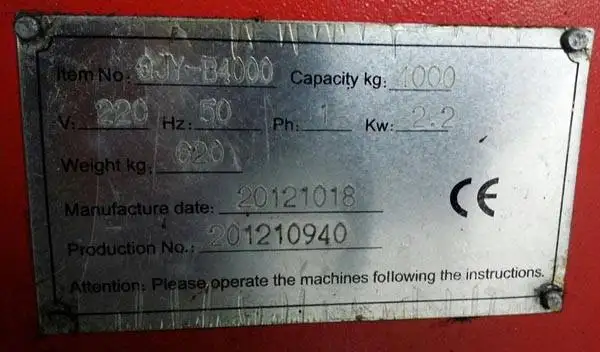 Item No: QJY-B4000 Capacity kg: 4000
V: 220 Hz: 50 Ph: 1 Kw: 2.2
Weight kg: 620
Manufacture date: 20121018
Production No.: 201210940
CE
Attention: Please operate the machines following the instructions.